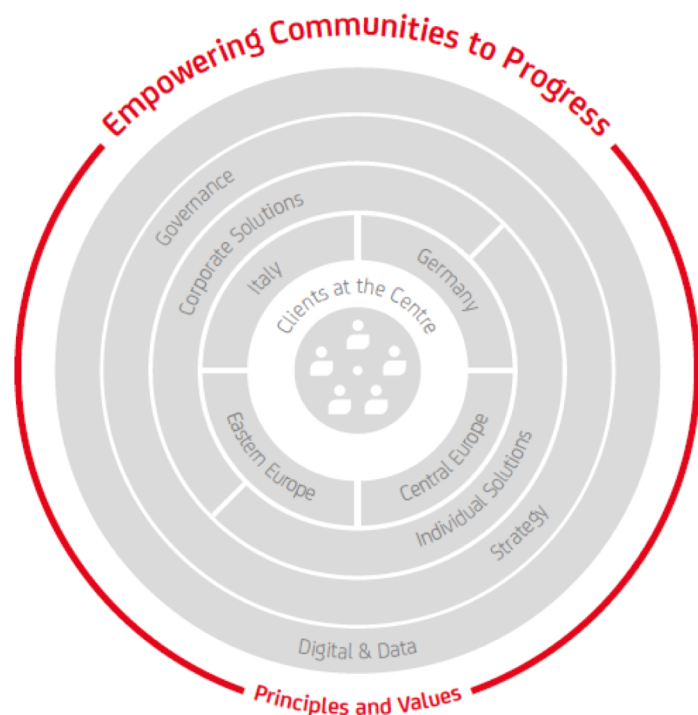 Empowering Communities to Progress
Governance
Corporate Solutions
Italy
Germany
Clients at the Centre
Eastern Europe
Central Europe
Individual Solutions
Strategy
Digital & Data
Principles and Values